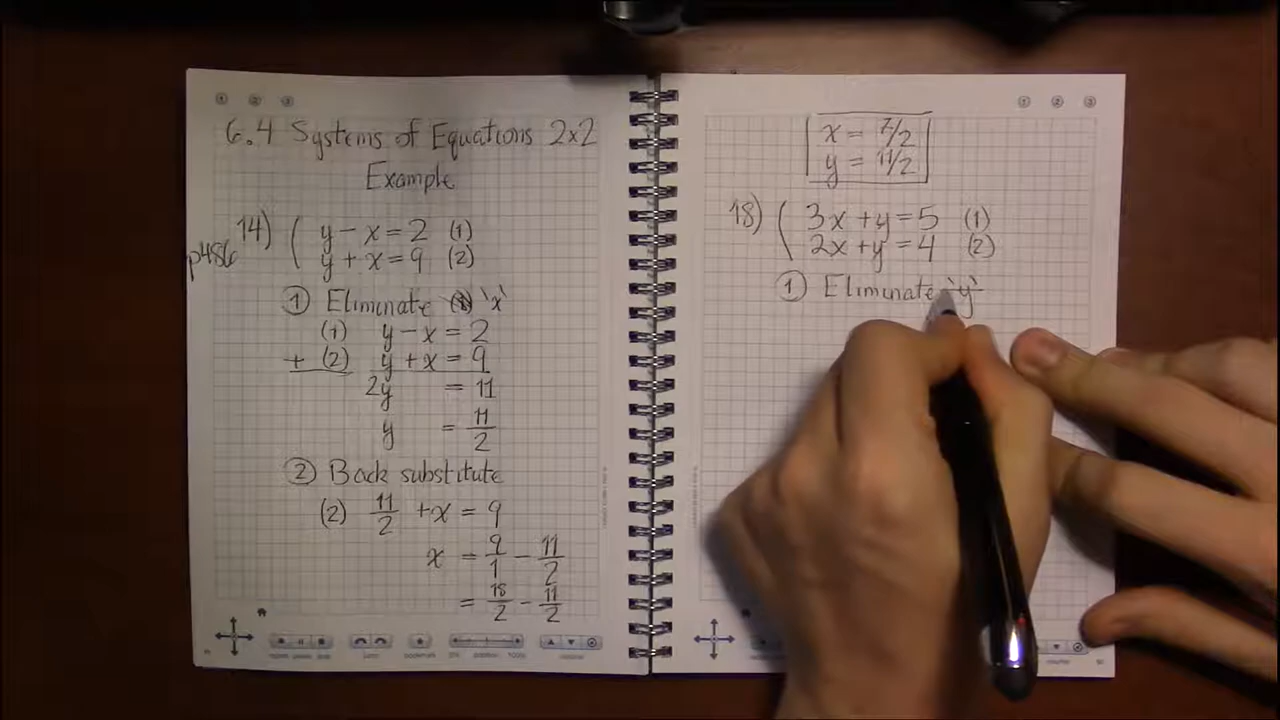 6.4 Systems of Equations 2x2
Example
p486
14) y - x = 2 (1)
y + x = 9 (2)
① Eliminate 'x'
(1) y - x = 2
+ (2) y + x = 9
2y = 11
y = 11/2
② Back substitute
(2) 11/2 + x = 9
x = 9/1 - 11/2
= 18/2 - 11/2
x = 7/2
y = 11/2
18) 3x + y = 5 (1)
2x + y = 4 (2)
① Eliminate 'y'